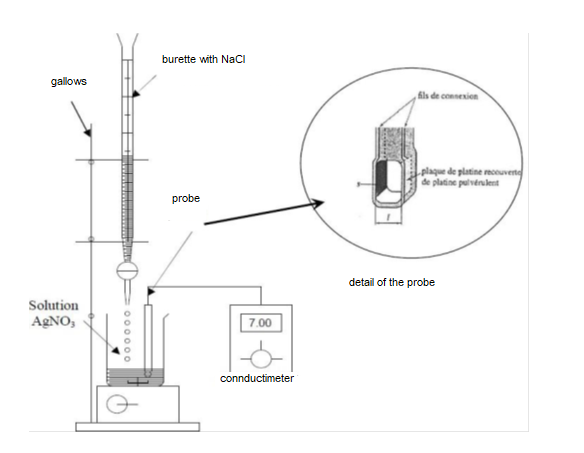 burette with NaCl
gallows
fils de connexion
plaque de platine recouverte
de platine pulvérulent
probe
l
detail of the probe
Solution
AgNO₃
7.00
connductimeter